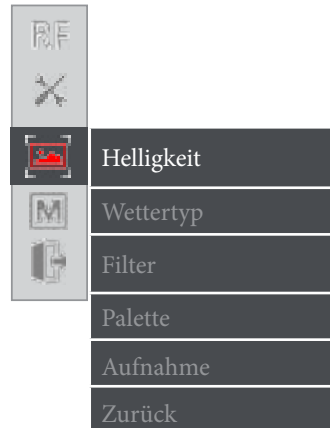 RF
Helligkeit
M
Wettertyp
Filter
Palette
Aufnahme
Zurück